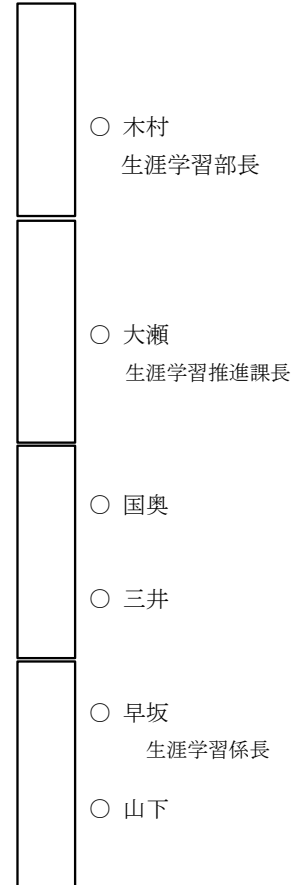 ○ 木村
生涯学習部長
○ 大瀬
生涯学習推進課長
○ 国奥
○ 三井
○ 早坂
生涯学習係長
○ 山下